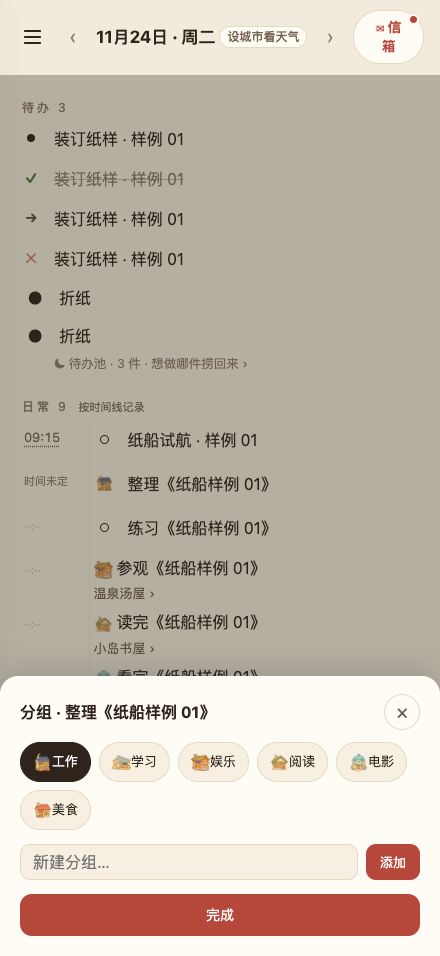 ‹ 11月24日 · 周二 设城市看天气 › ✉ 信箱
待办 3
装订纸样 · 样例 01
装订纸样 · 样例 01
装订纸样 · 样例 01
装订纸样 · 样例 01
折纸
折纸
待办池 · 3 件 · 想做哪件捞回来 ›
日常 9 按时间线记录
09:15 纸船试航 · 样例 01
时间未定 整理《纸船样例 01》
--:-- 练习《纸船样例 01》
--:-- 参观《纸船样例 01》
温泉汤屋 ›
--:-- 读完《纸船样例 01》
小岛书屋 ›
看完《纸船样例 01》
分组 · 整理《纸船样例 01》 ×
工作 学习 娱乐 阅读 电影
美食
新建分组... 添加
完成